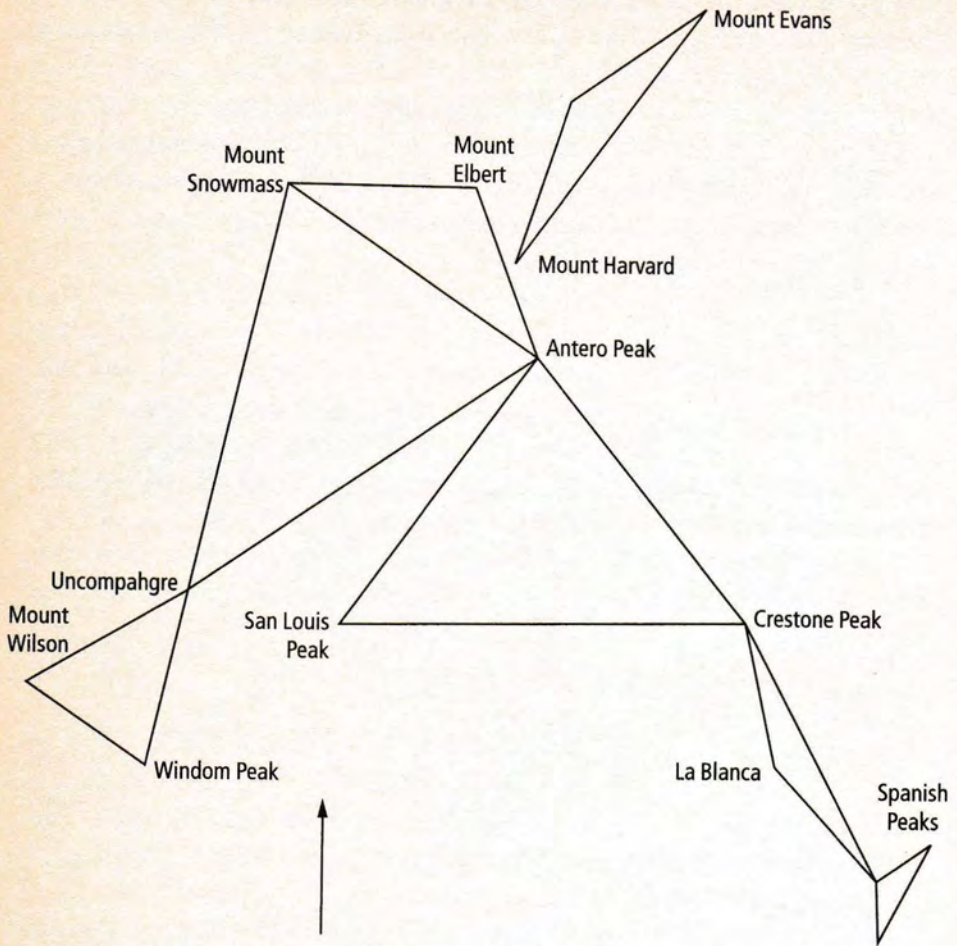 Mount Evans
Mount
Elbert
Mount
Snowmass
Mount Harvard
Antero Peak
Uncompahgre
Mount
Wilson
San Louis
Peak
Crestone Peak
Windom Peak
La Blanca
Spanish
Peaks